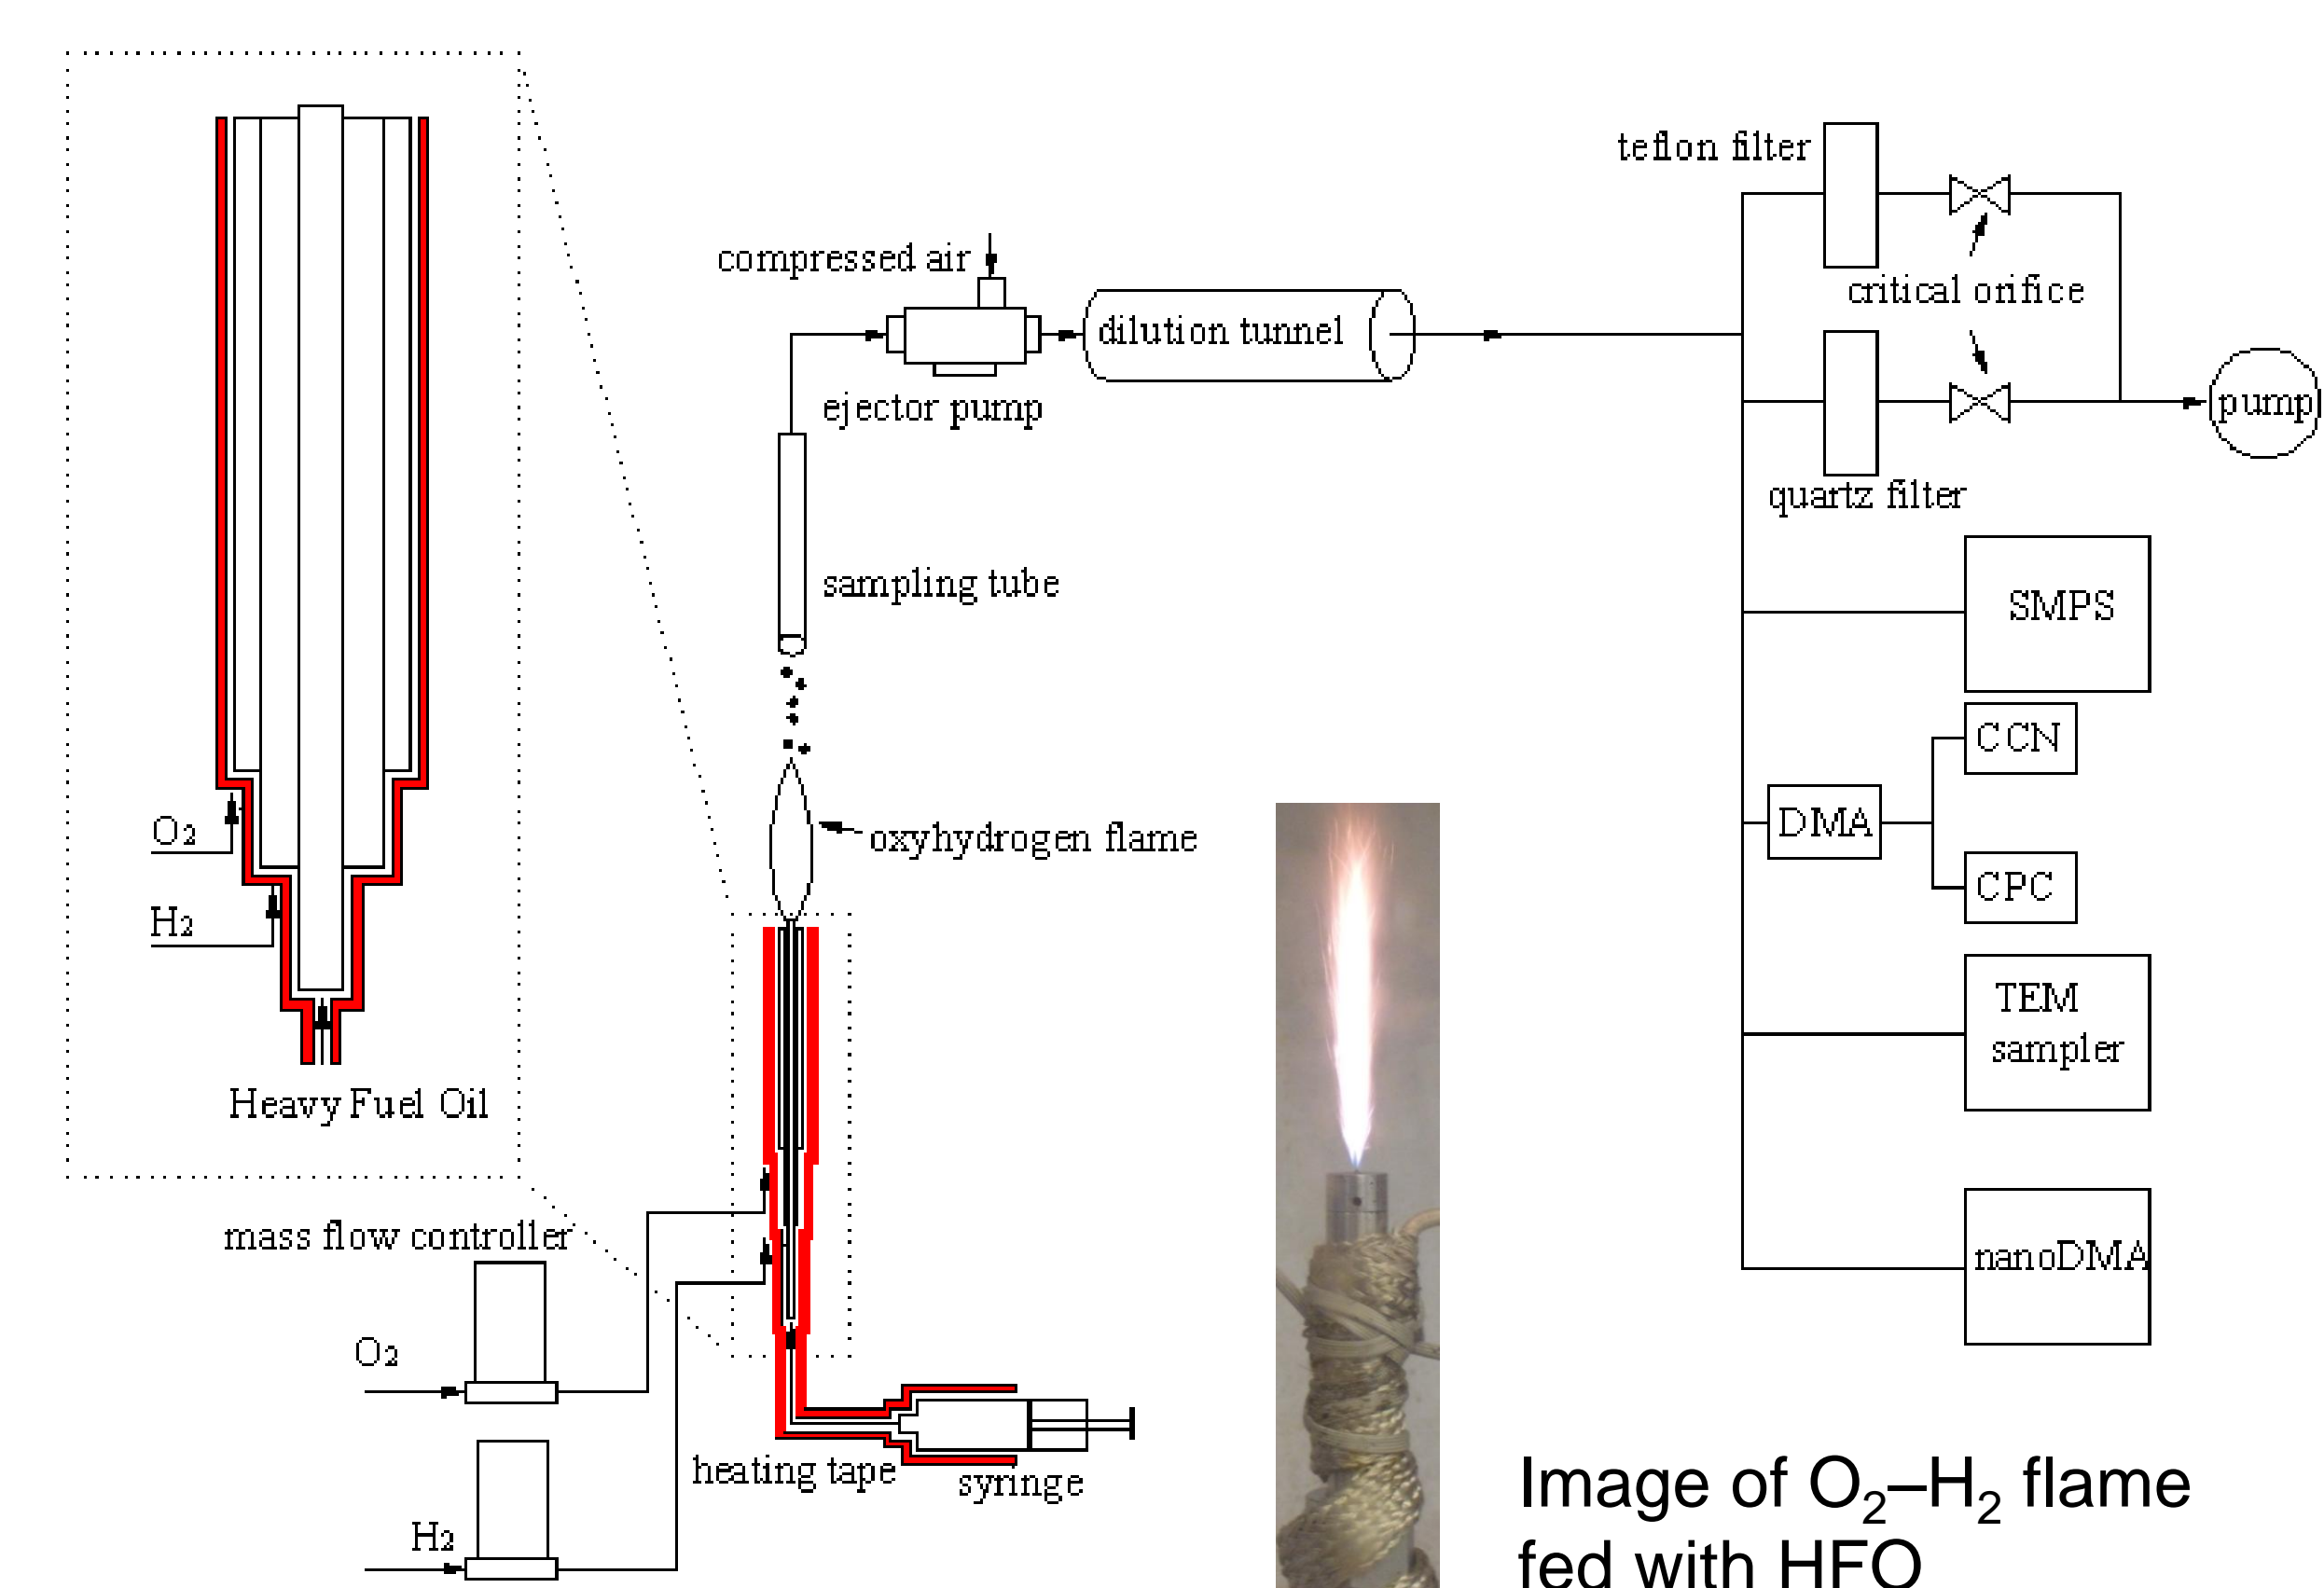 teflon filter
compressed air
critical orifice
dilution tunnel
ejector pump
pump
quartz filter
sampling tube
SMPS
CCN
O₂
oxyhydrogen flame
DMA
H₂
CPC
TEM
sampler
Heavy Fuel Oil
mass flow controller
nanoDMA
O₂
heating tape
syringe
H₂
Image of O₂–H₂ flame
fed with HFO